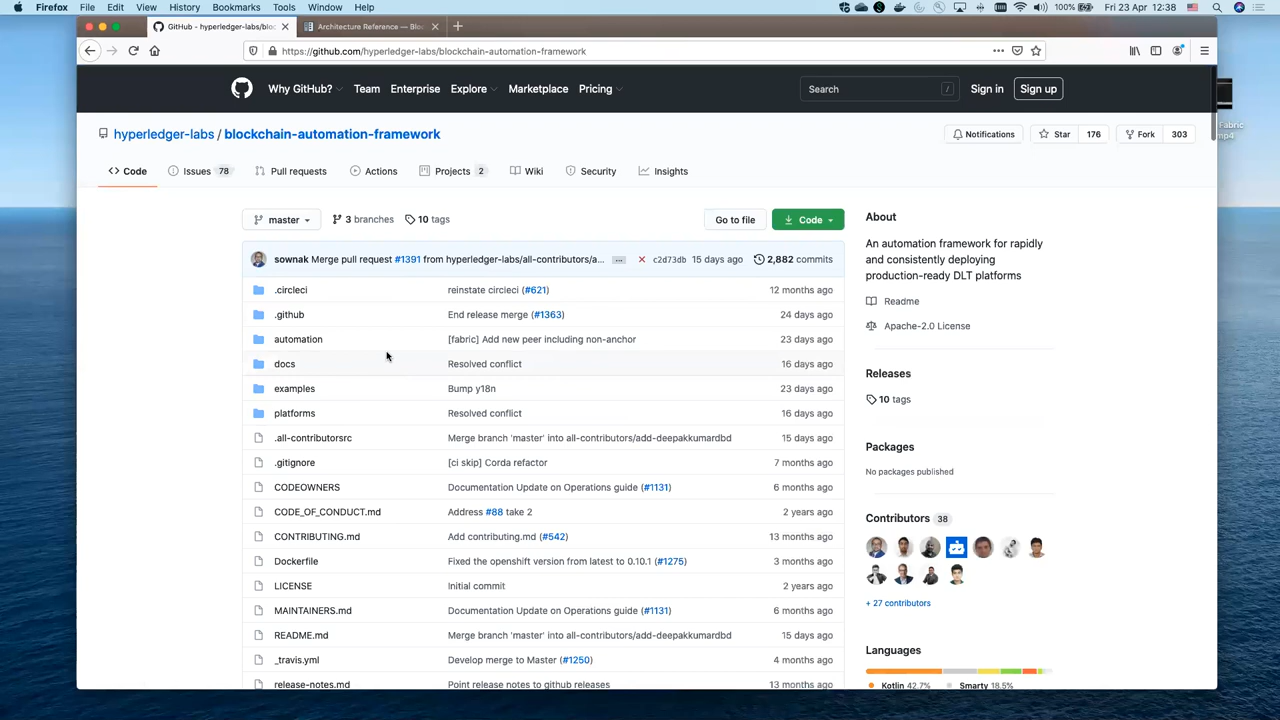 Firefox File Edit View History Bookmarks Tools Window Help 100% Fri 23 Apr 12:38
GitHub - hyperledger-labs/bloc
Architecture Reference — Bloc
https://github.com/hyperledger-labs/blockchain-automation-framework
Why GitHub? Team Enterprise Explore Marketplace Pricing Search / Sign in Sign up
Fabric
mp4
hyperledger-labs / blockchain-automation-framework Notifications Star 176 Fork 303
Code Issues 78 Pull requests Actions Projects 2 Wiki Security Insights
master 3 branches 10 tags Go to file Code
sownak Merge pull request #1391 from hyperledger-labs/all-contributors/a... ... c2d73db 15 days ago 2,882 commits
.circleci reinstate circleci (#621) 12 months ago
.github End release merge (#1363) 24 days ago
automation [fabric] Add new peer including non-anchor 23 days ago
docs Resolved conflict 16 days ago
examples Bump y18n 23 days ago
platforms Resolved conflict 16 days ago
.all-contributorsrc Merge branch 'master' into all-contributors/add-deepakkumardbd 15 days ago
.gitignore [ci skip] Corda refactor 7 months ago
CODEOWNERS Documentation Update on Operations guide (#1131) 6 months ago
CODE_OF_CONDUCT.md Address #88 take 2 2 years ago
CONTRIBUTING.md Add contributing.md (#542) 13 months ago
Dockerfile Fixed the openshift version from latest to 0.10.1 (#1275) 3 months ago
LICENSE Initial commit 2 years ago
MAINTAINERS.md Documentation Update on Operations guide (#1131) 6 months ago
README.md Merge branch 'master' into all-contributors/add-deepakkumardbd 15 days ago
_travis.yml Develop merge to Master (#1250) 4 months ago
release-notes.md Point release notes to github releases 13 months ago
About
An automation framework for rapidly
and consistently deploying
production-ready DLT platforms
Readme
Apache-2.0 License
Releases
10 tags
Packages
No packages published
Contributors 38
+ 27 contributors
Languages
Kotlin 42.7% Smarty 18.5%